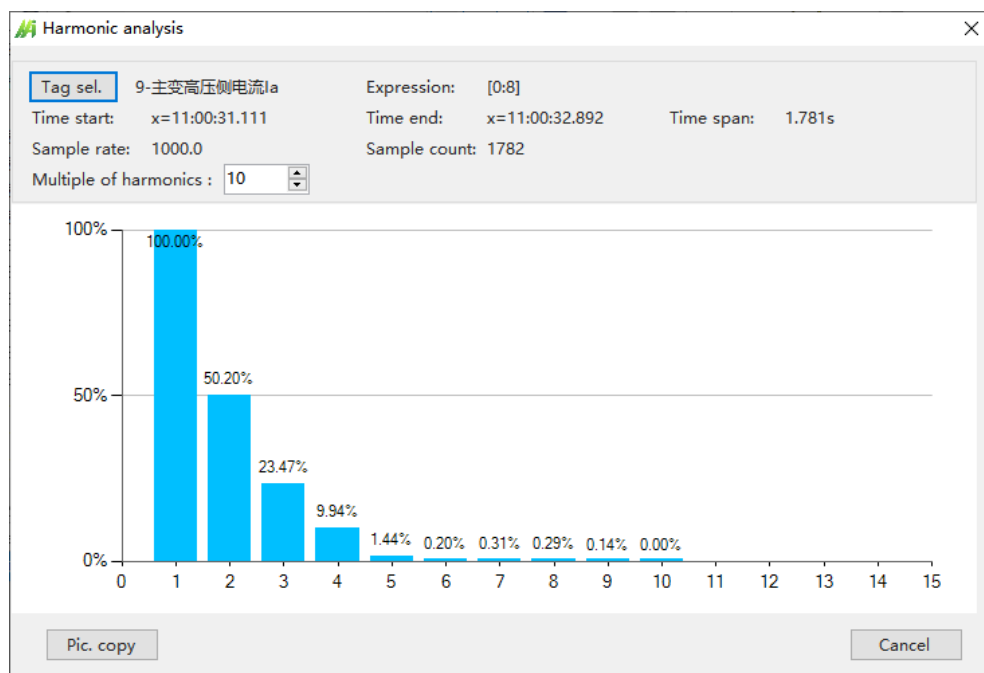 Harmonic analysis
Tag sel. 9-主变高压侧电流Ia Expression: [0:8]
Time start: x=11:00:31.111 Time end: x=11:00:32.892 Time span: 1.781s
Sample rate: 1000.0 Sample count: 1782
Multiple of harmonics : 10
100%
100.00%
50.20%
50%
23.47%
9.94%
1.44% 0.20% 0.31% 0.29% 0.14% 0.00%
0%
0 1 2 3 4 5 6 7 8 9 10 11 12 13 14 15
Pic. copy Cancel